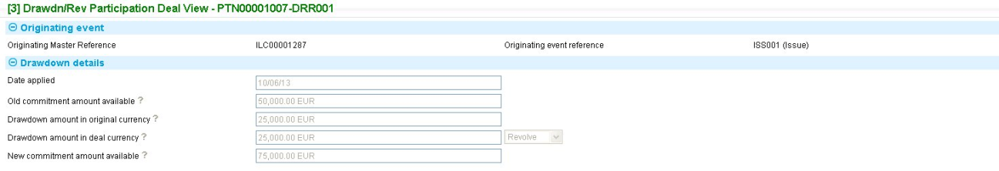 [3] Drawdn/Rev Participation Deal View - PTN00001007-DRR001
Originating event
Originating Master Reference ILC00001287 Originating event reference ISS001 (Issue)
Drawdown details
Date applied 10/06/13
Old commitment amount available ? 50,000.00 EUR
Drawdown amount in original currency ? 25,000.00 EUR
Drawdown amount in deal currency ? 25,000.00 EUR Revolve
New commitment amount available ? 75,000.00 EUR